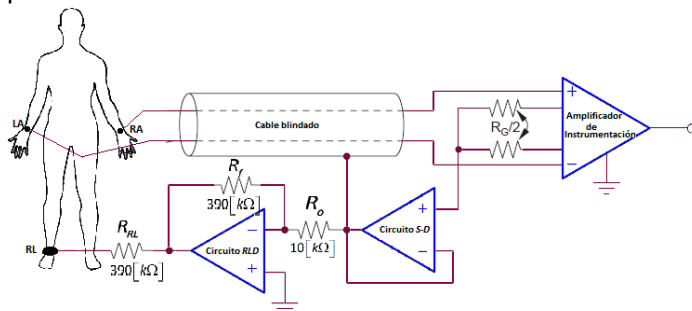 LA
RA
Cable blindado
+
R_G/2
−
Amplificador
de
Instrumentación
R_f
390[kΩ]
R_o
10[kΩ]
+
Circuito S-D
−
R_RL
390[kΩ]
−
Circuito RLD
+
RL